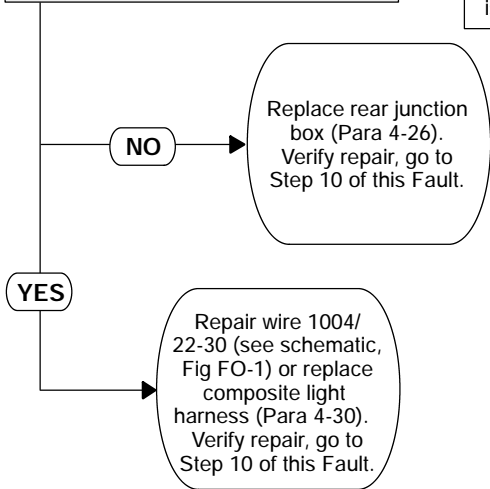 NO
Replace rear junction
box (Para 4-26).
Verify repair, go to
Step 10 of this Fault.
YES
Repair wire 1004/
22-30 (see schematic,
Fig FO-1) or replace
composite light
harness (Para 4-30).
Verify repair, go to
Step 10 of this Fault.